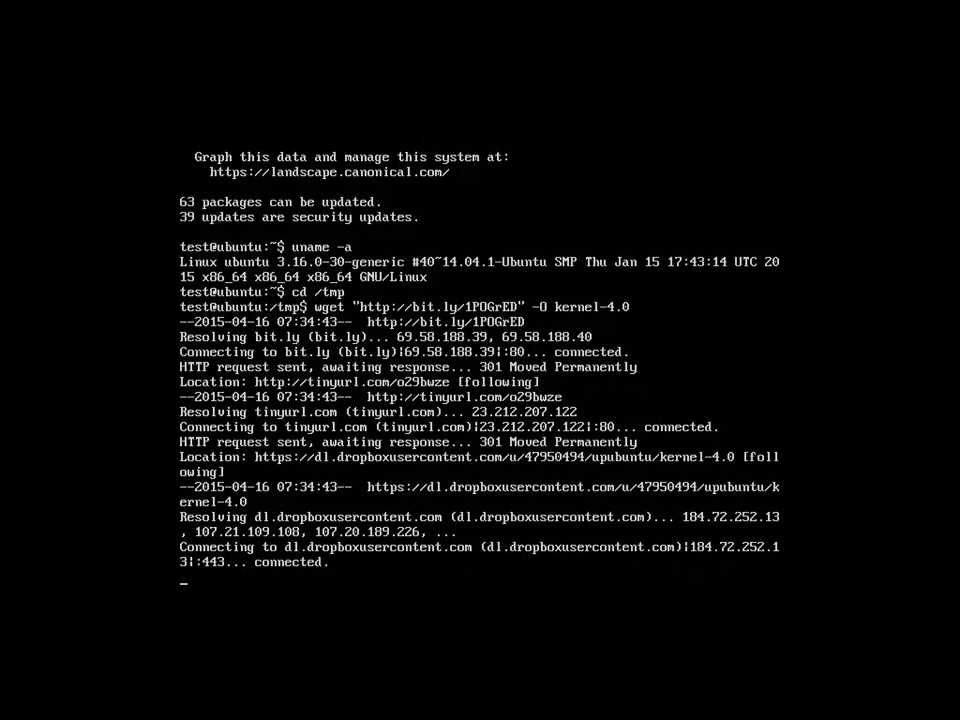 Graph this data and manage this system at:
https://landscape.canonical.com/
63 packages can be updated.
39 updates are security updates.
test@ubuntu:~$ uname -a
Linux ubuntu 3.16.0-30-generic #40~14.04.1-Ubuntu SMP Thu Jan 15 17:43:14 UTC 20
15 x86_64 x86_64 x86_64 GNU/Linux
test@ubuntu:~$ cd /tmp
test@ubuntu:/tmp$ wget "http://bit.ly/1POGrED" -O kernel-4.0
--2015-04-16 07:34:43--  http://bit.ly/1POGrED
Resolving bit.ly (bit.ly)... 69.58.188.39, 69.58.188.40
Connecting to bit.ly (bit.ly)|69.58.188.39|:80... connected.
HTTP request sent, awaiting response... 301 Moved Permanently
Location: http://tinyurl.com/o29bwze [following]
--2015-04-16 07:34:43--  http://tinyurl.com/o29bwze
Resolving tinyurl.com (tinyurl.com)... 23.212.207.122
Connecting to tinyurl.com (tinyurl.com)|23.212.207.122|:80... connected.
HTTP request sent, awaiting response... 301 Moved Permanently
Location: https://dl.dropboxusercontent.com/u/47950494/upubuntu/kernel-4.0 [foll
owing]
--2015-04-16 07:34:43--  https://dl.dropboxusercontent.com/u/47950494/upubuntu/k
ernel-4.0
Resolving dl.dropboxusercontent.com (dl.dropboxusercontent.com)... 184.72.252.13
, 107.21.109.108, 107.20.189.226, ...
Connecting to dl.dropboxusercontent.com (dl.dropboxusercontent.com)|184.72.252.1
3|:443... connected.
_